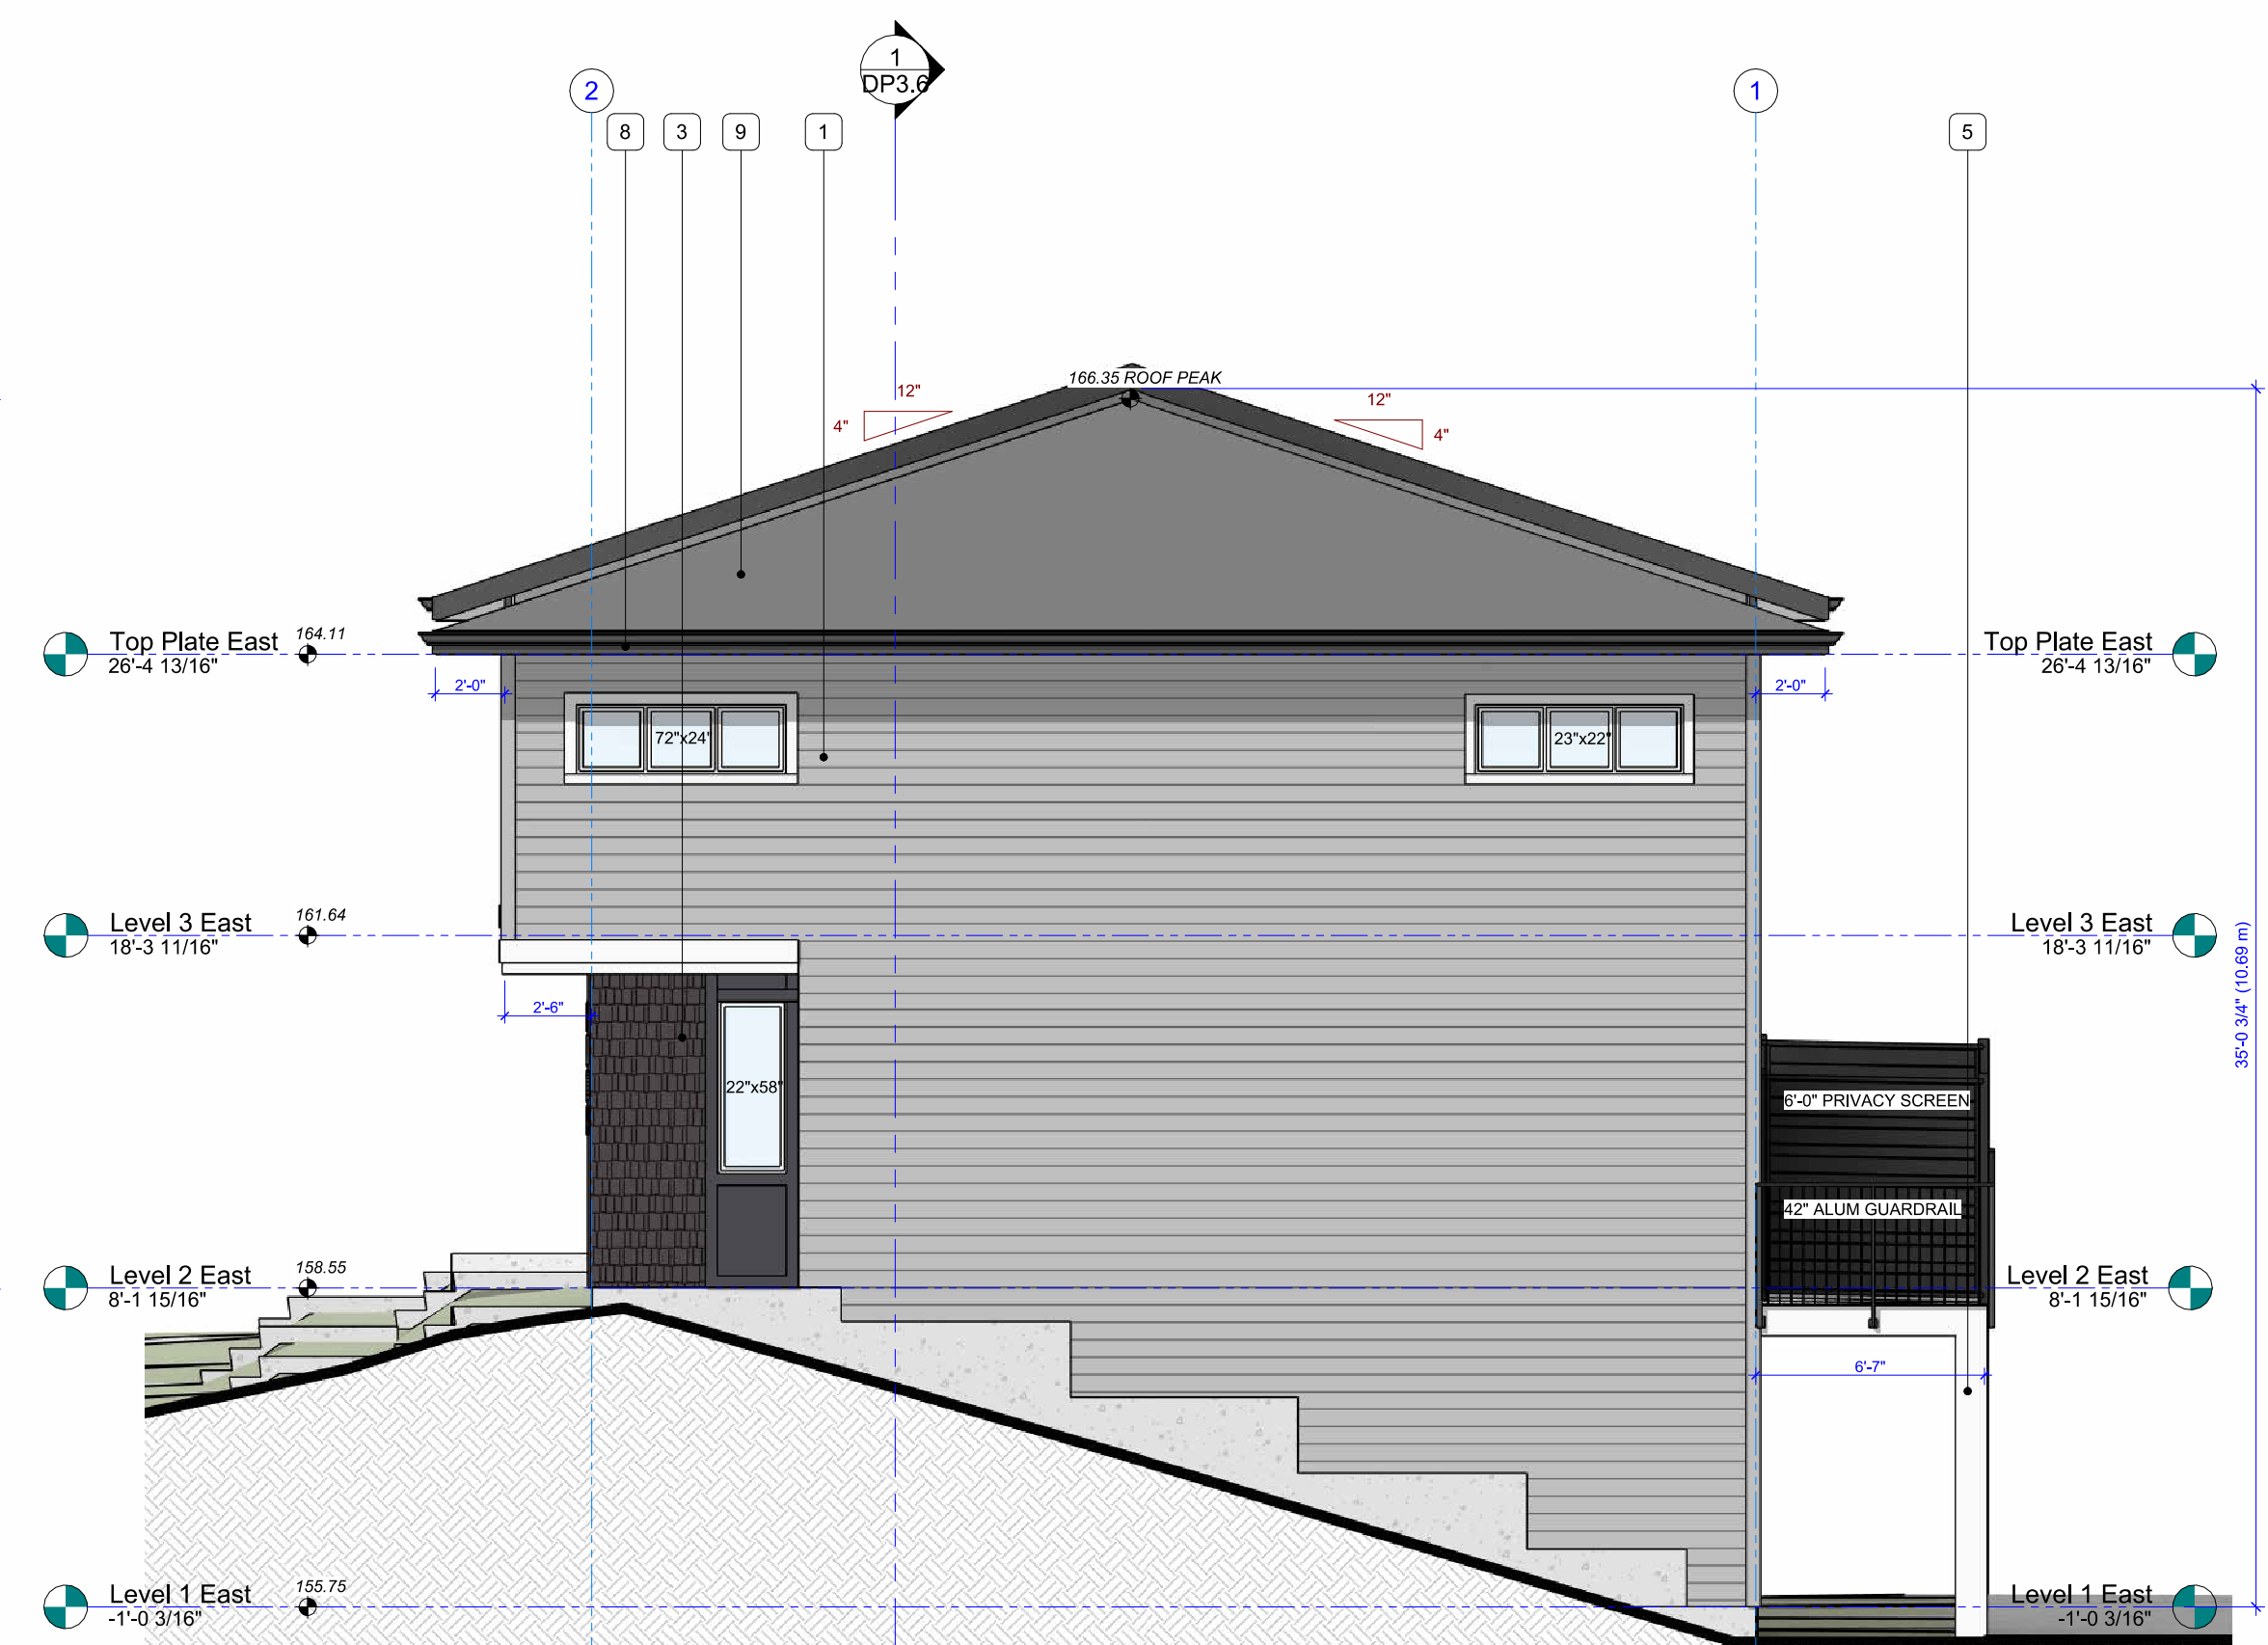 1
DP3.6
2
1
8
3
9
1
5
166.35 ROOF PEAK
12"
4"
12"
4"
Top Plate East
26'-4 13/16"
164.11
Top Plate East
26'-4 13/16"
2'-0"
2'-0"
72"x24"
23"x22"
Level 3 East
18'-3 11/16"
161.64
Level 3 East
18'-3 11/16"
35'-0 3/4" (10.69 m)
2'-6"
22"x58"
6'-0" PRIVACY SCREEN
42" ALUM GUARDRAIL
Level 2 East
8'-1 15/16"
158.55
Level 2 East
8'-1 15/16"
6'-7"
Level 1 East
-1'-0 3/16"
155.75
Level 1 East
-1'-0 3/16"